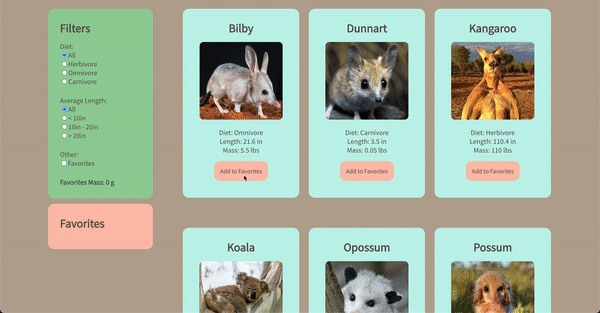 Filters
Diet:
All
Herbivore
Omnivore
Carnivore
Average Length:
All
< 10in
10in - 20in
> 20in
Other:
Favorites
Favorites Mass: 0 g
Favorites
Bilby
Diet: Omnivore
Length: 21.6 in
Mass: 5.5 lbs
Add to Favorites
Dunnart
Diet: Carnivore
Length: 3.5 in
Mass: 0.05 lbs
Add to Favorites
Kangaroo
Diet: Herbivore
Length: 110.4 in
Mass: 110 lbs
Add to Favorites
Koala
Opossum
Possum